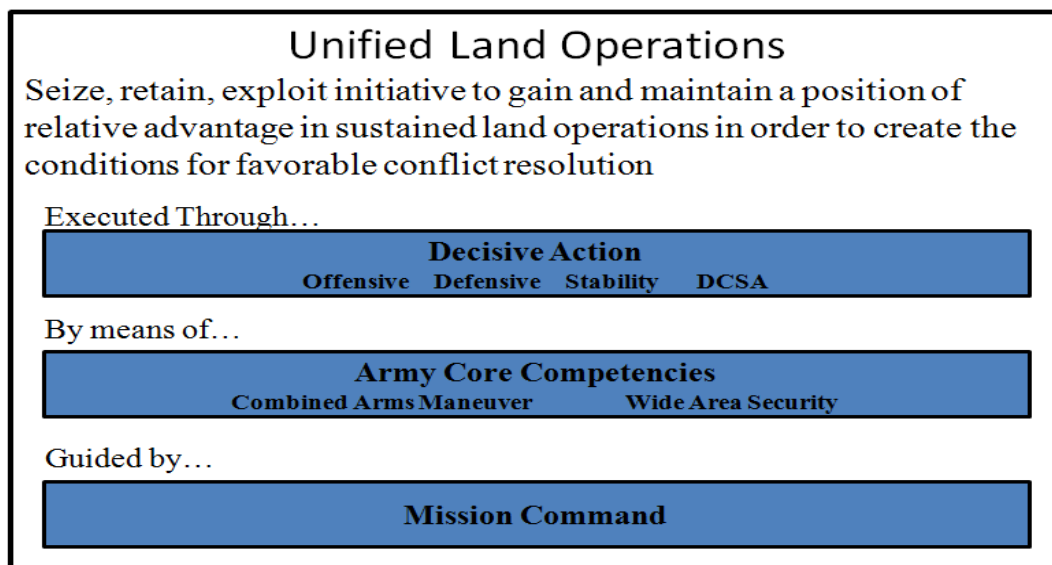 Unified Land Operations
Seize, retain, exploit initiative to gain and maintain a position of
relative advantage in sustained land operations in order to create the
conditions for favorable conflict resolution
Executed Through…
Decisive Action
Offensive Defensive Stability DCSA
By means of…
Army Core Competencies
Combined Arms Maneuver Wide Area Security
Guided by…
Mission Command